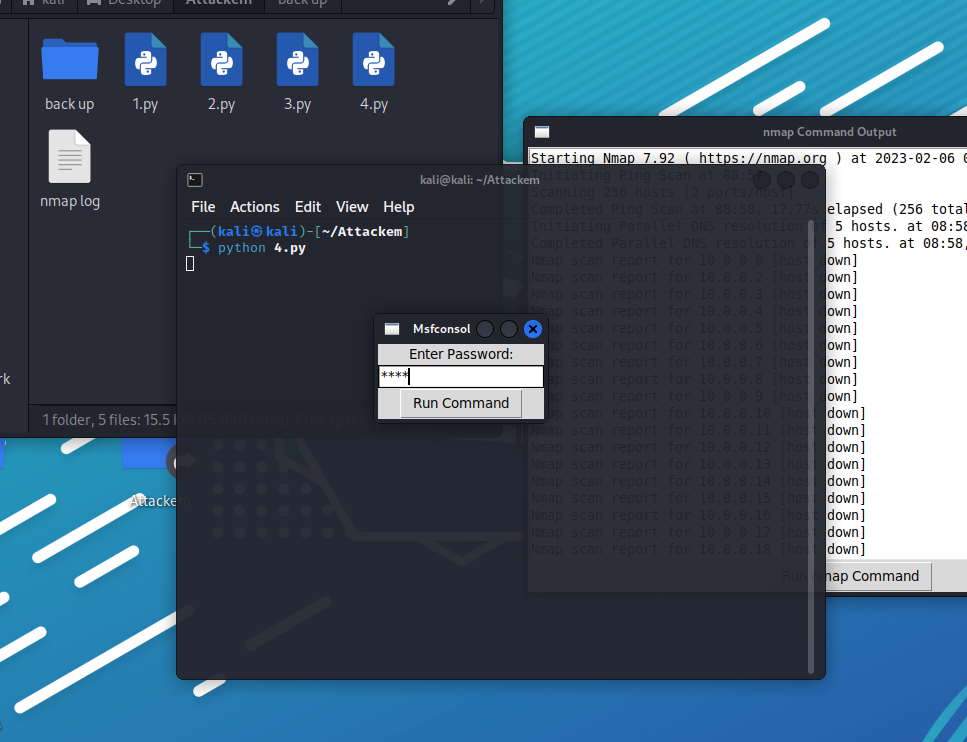 kali
Desktop
Attackem
back up
back up
1.py
2.py
3.py
4.py
nmap log
rk
1 folder, 5 files: 15.5
Attackem
nmap Command Output
Starting Nmap 7.92 ( https://nmap.org ) at 2023-02-06 0
Initiating Ping Scan at 08:57
Scanning 256 hosts [2 ports/host]
Completed Ping Scan at 08:58, 17.77s elapsed (256 total
Initiating Parallel DNS resolution of 5 hosts. at 08:58
Completed Parallel DNS resolution of 5 hosts. at 08:58,
Nmap scan report for 10.0.0.0 [host down]
Nmap scan report for 10.0.0.2 [host down]
Nmap scan report for 10.0.0.3 [host down]
Nmap scan report for 10.0.0.4 [host down]
Nmap scan report for 10.0.0.5 [host down]
Nmap scan report for 10.0.0.6 [host down]
Nmap scan report for 10.0.0.7 [host down]
Nmap scan report for 10.0.0.8 [host down]
Nmap scan report for 10.0.0.9 [host down]
Nmap scan report for 10.0.0.10 [host down]
Nmap scan report for 10.0.0.11 [host down]
Nmap scan report for 10.0.0.12 [host down]
Nmap scan report for 10.0.0.13 [host down]
Nmap scan report for 10.0.0.14 [host down]
Nmap scan report for 10.0.0.15 [host down]
Nmap scan report for 10.0.0.16 [host down]
Nmap scan report for 10.0.0.17 [host down]
Nmap scan report for 10.0.0.18 [host down]
Run nmap Command
kali@kali: ~/Attackem
File Actions Edit View Help
┌──(kali㉿kali)-[~/Attackem]
└─$ python 4.py
Msfconsol
Enter Password:
****
Run Command